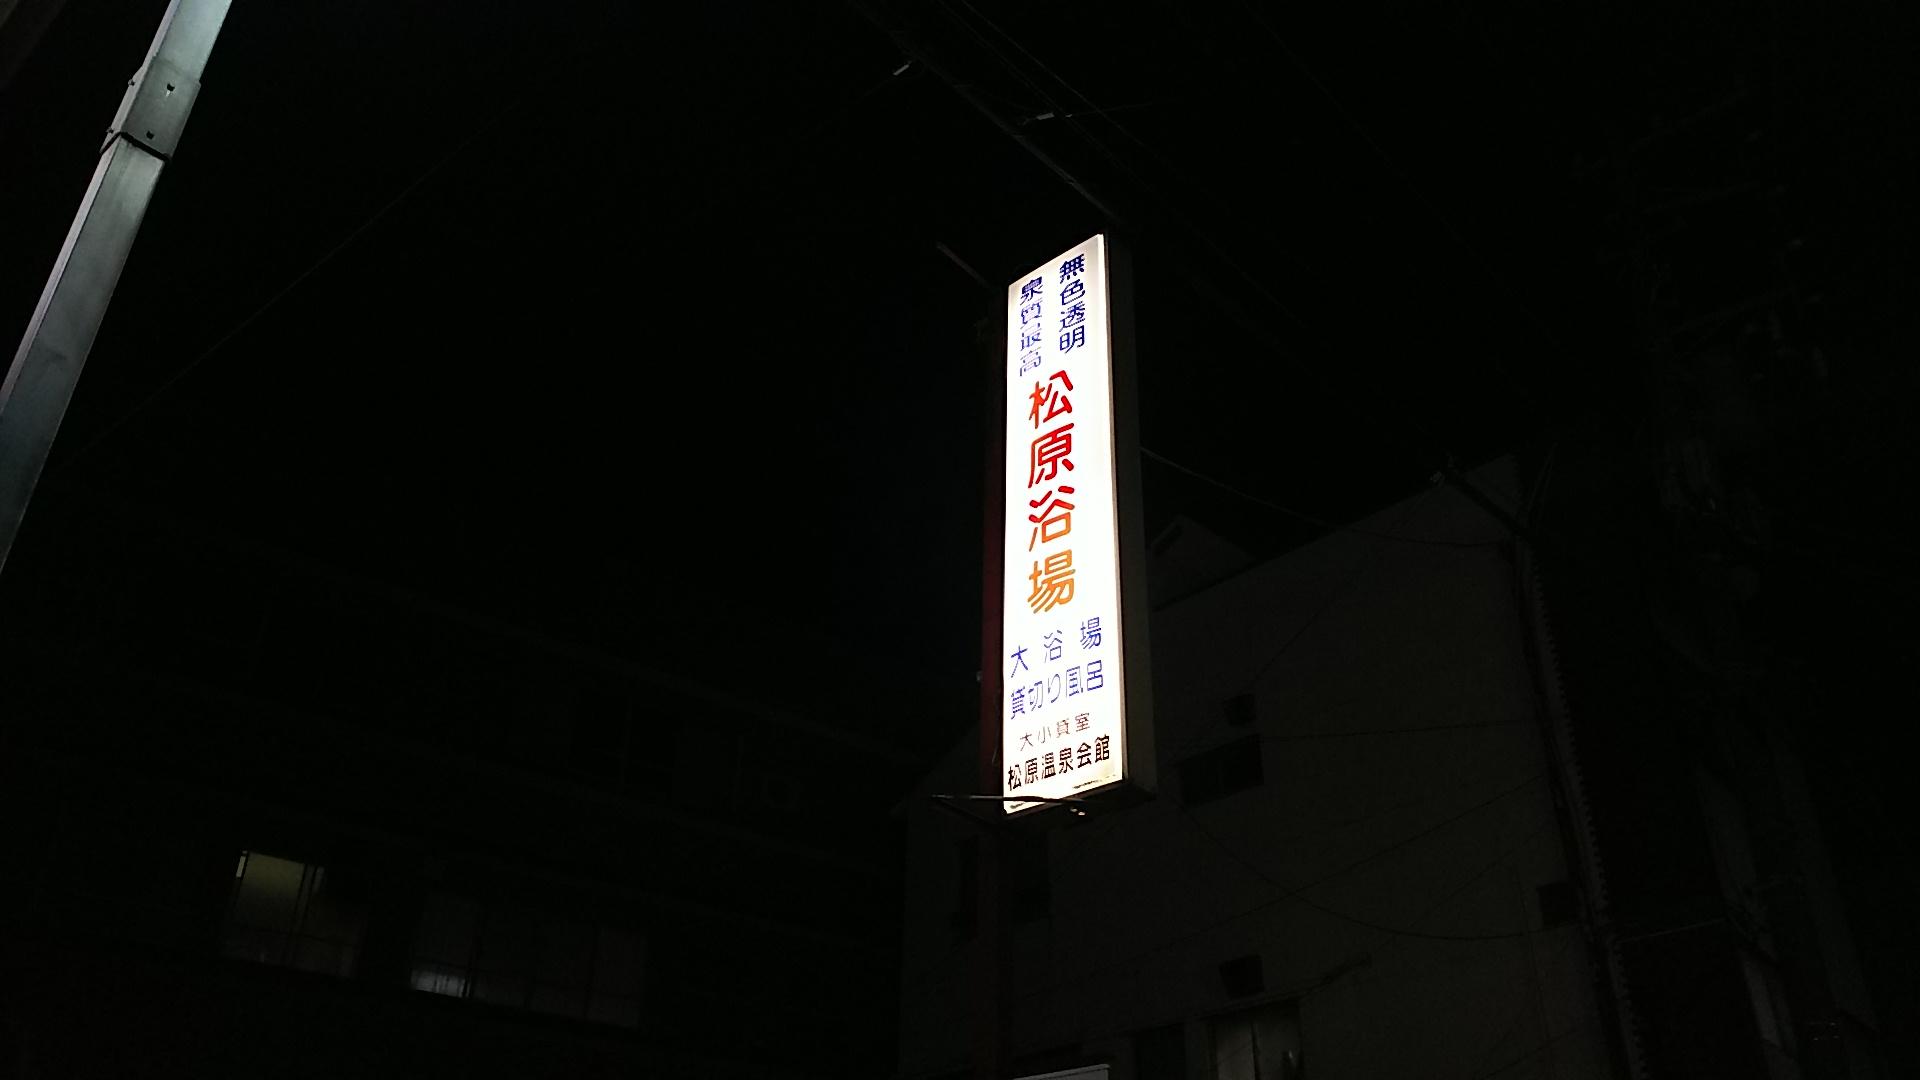 無色透明
泉質最高
松原浴場
大浴場
貸切り風呂
大小貸室
松原温泉会館